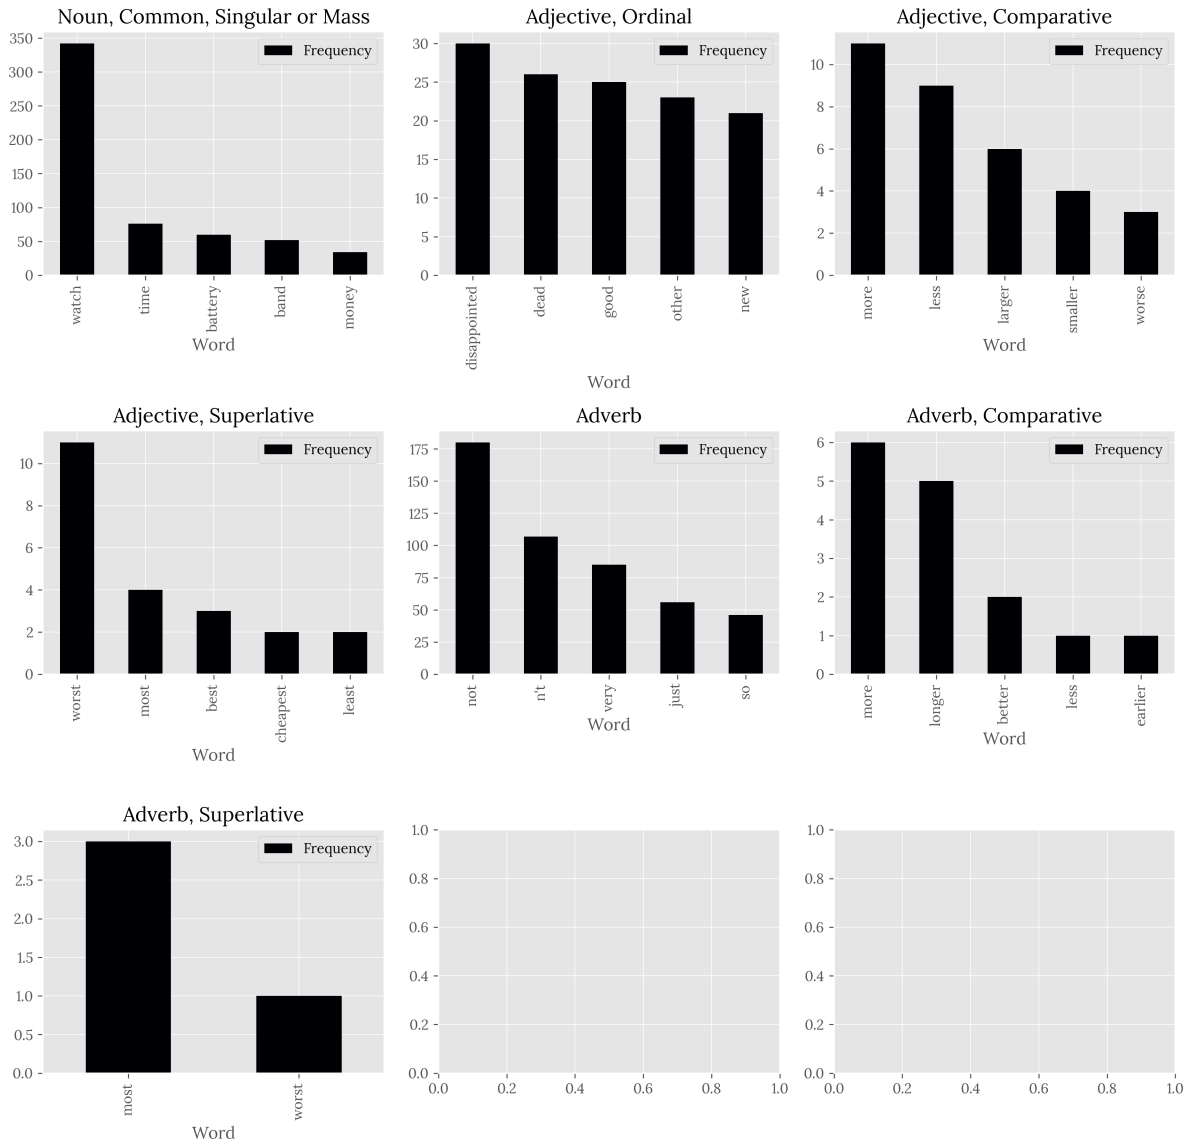 Noun, Common, Singular or Mass
350
300
250
200
150
100
50
0
Frequency
watch
time
battery
band
money
Word
Adjective, Ordinal
30
25
20
15
10
5
0
Frequency
disappointed
dead
good
other
new
Word
Adjective, Comparative
10
8
6
4
2
0
Frequency
more
less
larger
smaller
worse
Word
Adjective, Superlative
10
8
6
4
2
0
Frequency
worst
most
best
cheapest
least
Word
Adverb
175
150
125
100
75
50
25
0
Frequency
not
n't
very
just
so
Word
Adverb, Comparative
6
5
4
3
2
1
0
Frequency
more
longer
better
less
earlier
Word
Adverb, Superlative
3.0
2.5
2.0
1.5
1.0
0.5
0.0
Frequency
most
worst
Word
1.0
0.8
0.6
0.4
0.2
0.0
0.0 0.2 0.4 0.6 0.8 1.0
1.0
0.8
0.6
0.4
0.2
0.0
0.0 0.2 0.4 0.6 0.8 1.0